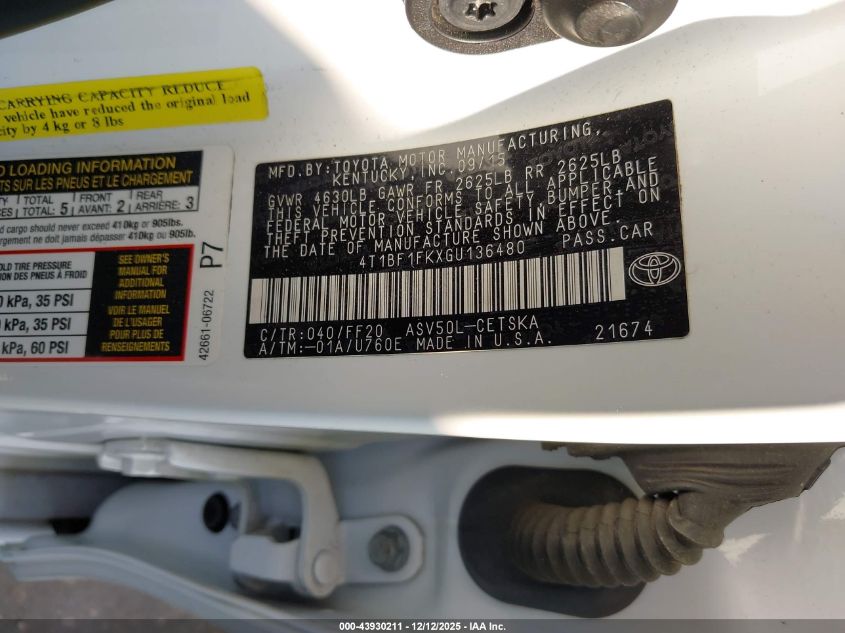 CARRYING CAPACITY REDUCE
vehicle have reduced the original load
city by 4 kg or 8 lbs
LOADING INFORMATION
SUR LES PNEUS ET LE CHARGEMENT
TOTAL TOTAL: 5 FRONT AVANT: 2 REAR ARRIÈRE: 3
cargo should never exceed 410kg or 905lbs.
argement ne doit jamais dépasser 410kg ou 905lb.
TIRE PRESSURE
DES PNEUS À FROID
kPa, 35 PSI
kPa, 35 PSI
kPa, 60 PSI
SEE OWNER'S
MANUAL FOR
ADDITIONAL
INFORMATION
VOIR LE MANUEL
DE L'USAGER
POUR PLUS DE
RENSEIGNEMENTS
42661-06722
P7
MFD.BY:TOYOTA MOTOR MANUFACTURING,
KENTUCKY, INC. 09/15
GVWR 4630LB GAWR FR 2625LB RR 2625LB
THIS VEHICLE CONFORMS TO ALL APPLICABLE
FEDERAL MOTOR VEHICLE SAFETY, BUMPER, AND
THEFT PREVENTION STANDARDS IN EFFECT ON
THE DATE OF MANUFACTURE SHOWN ABOVE.
4T1BF1FKXGU136480 PASS.CAR
C/TR:040/FF20 ASV50L-CETSKA
A/TM:-01A/U760E MADE IN U.S.A. 21674
000-43930211 - 12/12/2025 - IAA Inc.